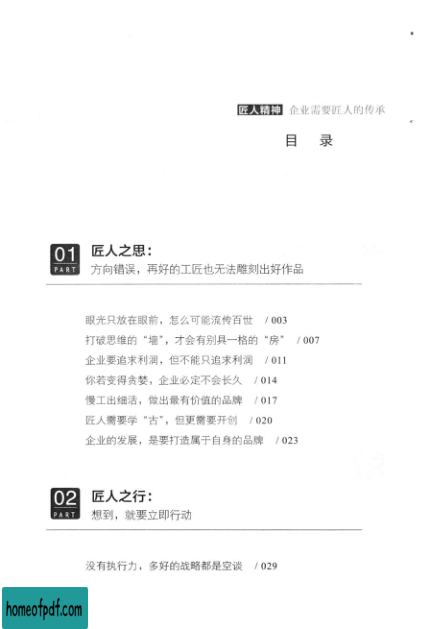 匠人精神 企业需要匠人的传承
目 录
01
PART
匠人之思：
方向错误，再好的工匠也无法雕刻出好作品
眼光只放在眼前，怎么可能流传百世 / 003
打破思维的“墙”，才会有别具一格的“房” / 007
企业要追求利润，但不能只追求利润 / 011
你若变得贪婪，企业必定不会长久 / 014
慢工出细活，做出最有价值的品牌 / 017
匠人需要学“古”，但更需要开创 / 020
企业的发展，是要打造属于自身的品牌 / 023
02
PART
匠人之行：
想到，就要立即行动
没有执行力，多好的战略都是空谈 / 029
homeofpdf.com